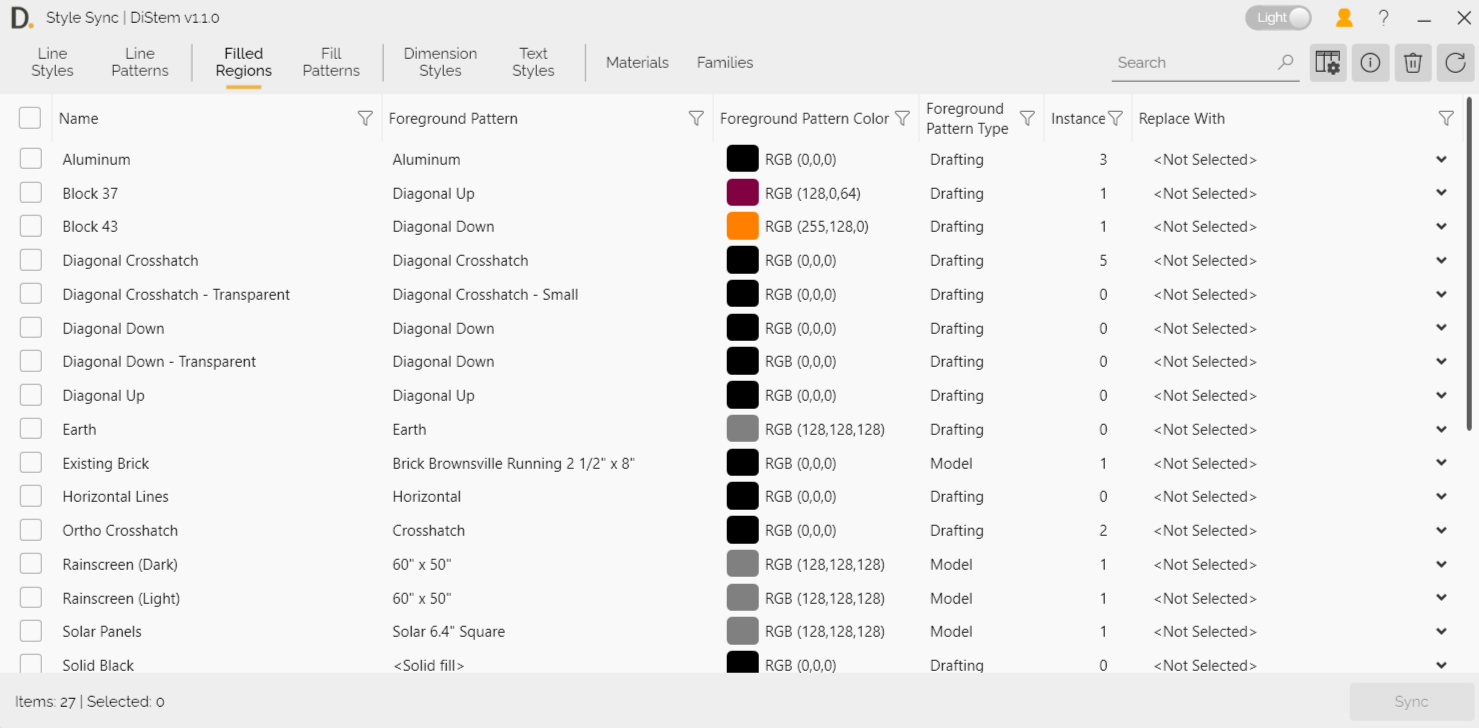 D. Style Sync | DiStem v1.1.0 Light ?
Line Styles Line Patterns Filled Regions Fill Patterns Dimension Styles Text Styles Materials Families Search
Name Foreground Pattern Foreground Pattern Color Foreground Pattern Type Instance Replace With
Aluminum Aluminum RGB (0,0,0) Drafting 3 <Not Selected>
Block 37 Diagonal Up RGB (128,0,64) Drafting 1 <Not Selected>
Block 43 Diagonal Down RGB (255,128,0) Drafting 1 <Not Selected>
Diagonal Crosshatch Diagonal Crosshatch RGB (0,0,0) Drafting 5 <Not Selected>
Diagonal Crosshatch - Transparent Diagonal Crosshatch - Small RGB (0,0,0) Drafting 0 <Not Selected>
Diagonal Down Diagonal Down RGB (0,0,0) Drafting 0 <Not Selected>
Diagonal Down - Transparent Diagonal Down RGB (0,0,0) Drafting 0 <Not Selected>
Diagonal Up Diagonal Up RGB (0,0,0) Drafting 0 <Not Selected>
Earth Earth RGB (128,128,128) Drafting 0 <Not Selected>
Existing Brick Brick Brownsville Running 2 1/2" x 8" RGB (0,0,0) Model 1 <Not Selected>
Horizontal Lines Horizontal RGB (0,0,0) Drafting 0 <Not Selected>
Ortho Crosshatch Crosshatch RGB (0,0,0) Drafting 2 <Not Selected>
Rainscreen (Dark) 60" x 50" RGB (128,128,128) Model 1 <Not Selected>
Rainscreen (Light) 60" x 50" RGB (128,128,128) Model 1 <Not Selected>
Solar Panels Solar 6.4" Square RGB (128,128,128) Model 1 <Not Selected>
Solid Black <Solid fill> RGB (0,0,0) Drafting 0 <Not Selected>
Items: 27 | Selected: 0 Sync